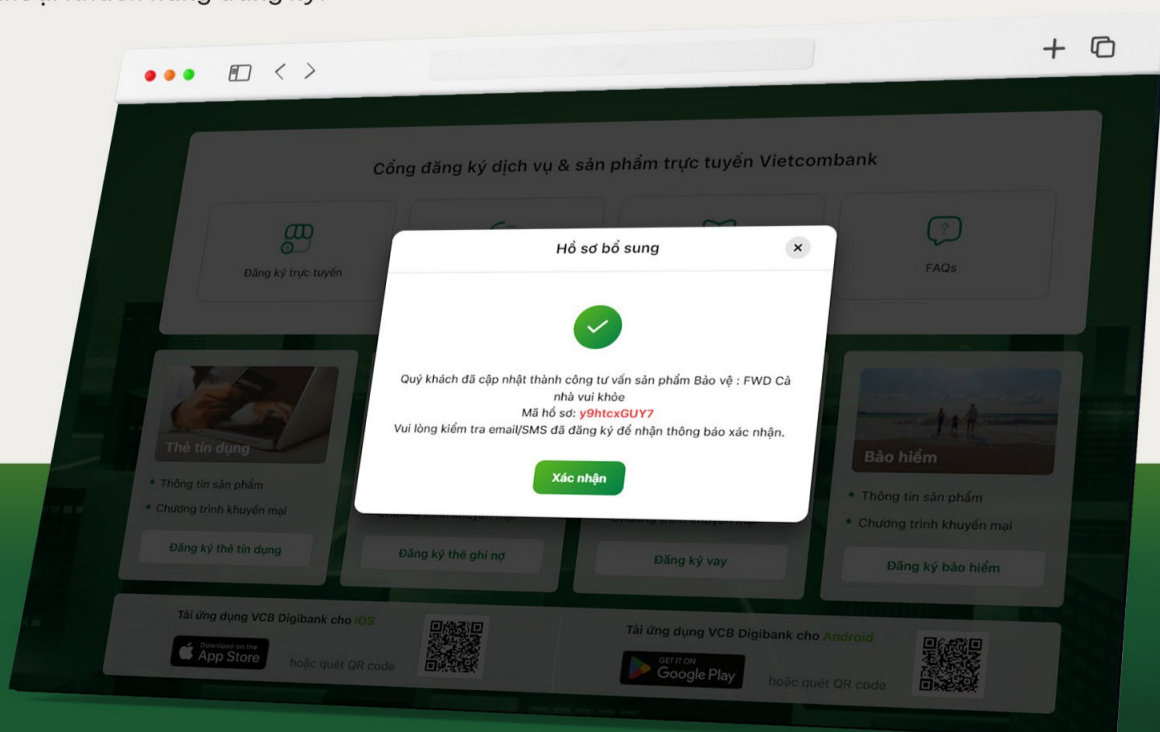 Cổng đăng ký dịch vụ & sản phẩm trực tuyến Vietcombank
Đăng ký trực tuyến
FAQs
Hồ sơ bổ sung
Quý khách đã cập nhật thành công tư vấn sản phẩm Bảo vệ : FWD Cả
nhà vui khỏe
Mã hồ sơ: y9htcxGUY7
Vui lòng kiểm tra email/SMS đã đăng ký để nhận thông báo xác nhận.
Xác nhận
Thẻ tín dụng
Thông tin sản phẩm
Chương trình khuyến mại
Đăng ký thẻ tín dụng
Đăng ký thẻ ghi nợ
Đăng ký vay
Bảo hiểm
Thông tin sản phẩm
Chương trình khuyến mại
Đăng ký bảo hiểm
Tải ứng dụng VCB Digibank cho iOS
Download on the
App Store
hoặc quét QR code
Tải ứng dụng VCB Digibank cho Android
GET IT ON
Google Play
hoặc quét QR code